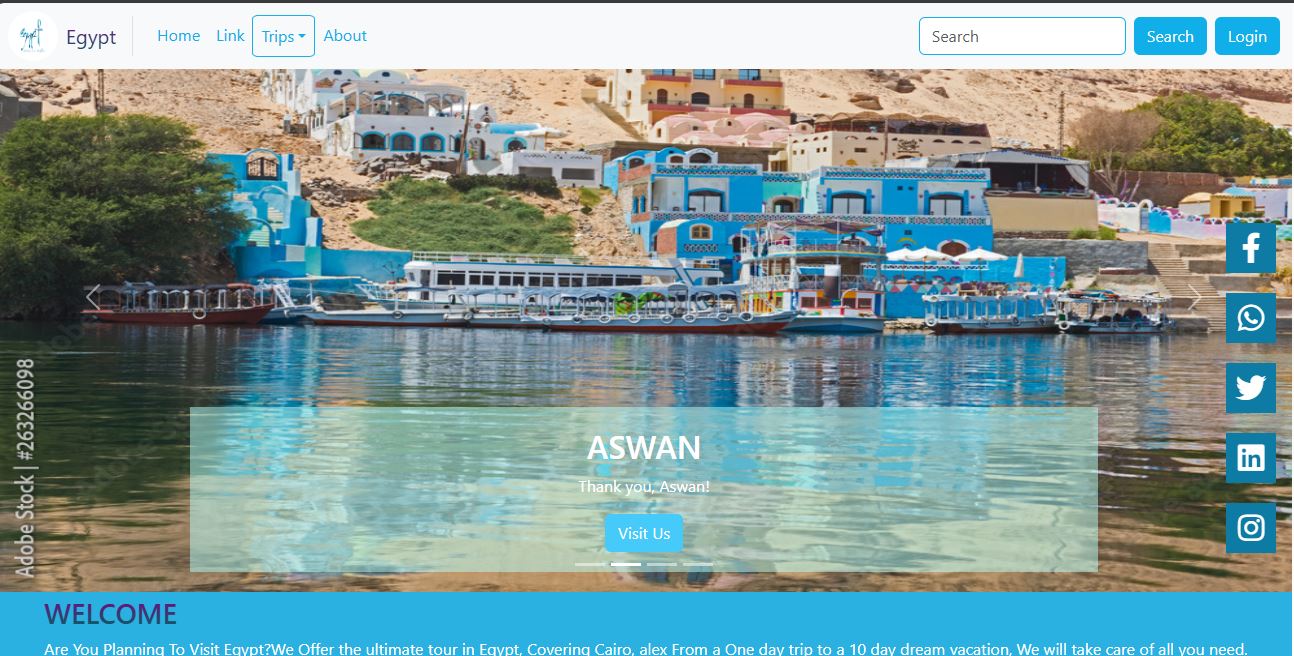 Egypt
Home Link Trips About
Search Search Login
Adobe Stock | #263266098
ASWAN
Thank you, Aswan!
Visit Us
WELCOME
Are You Planning To Visit Egypt?We Offer the ultimate tour in Egypt, Covering Cairo, alex From a One day trip to a 10 day dream vacation, We will take care of all you need.